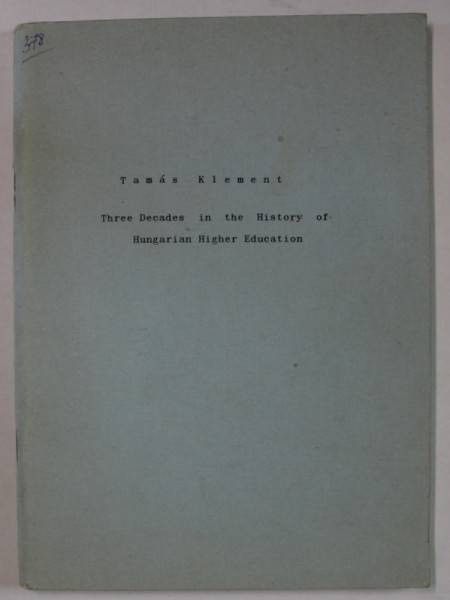 378
Tamás Klement
Three Decades in the History of
Hungarian Higher Education